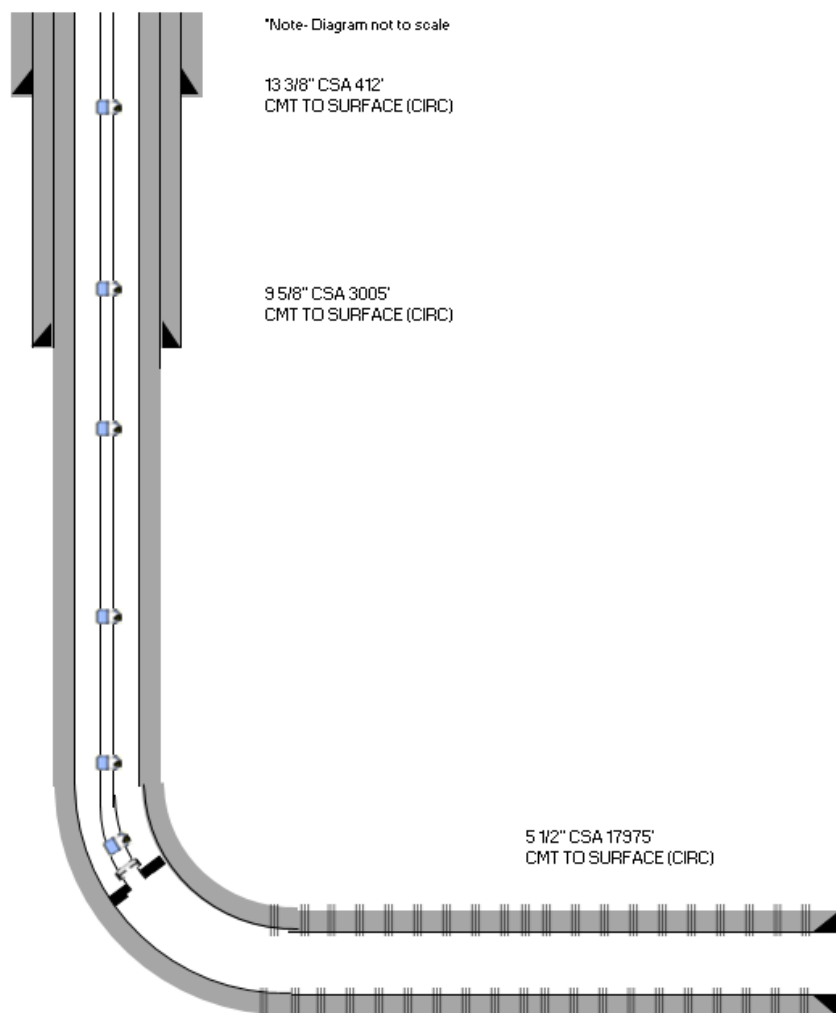 "Note- Diagram not to scale
13 3/8" CSA 412'
CMT TO SURFACE (CIRC)
9 5/8" CSA 3005'
CMT TO SURFACE (CIRC)
5 1/2" CSA 17975'
CMT TO SURFACE (CIRC)